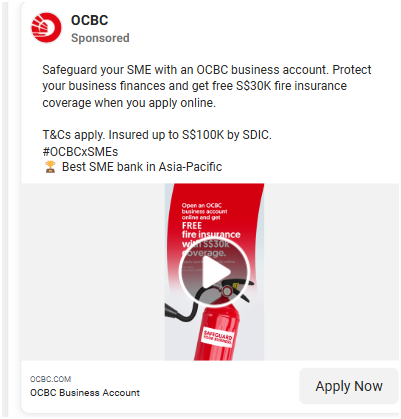 OCBC
Sponsored
Safeguard your SME with an OCBC business account. Protect
your business finances and get free S$30K fire insurance
coverage when you apply online.
T&Cs apply. Insured up to S$100K by SDIC.
#OCBCxSMEs
🏆 Best SME bank in Asia-Pacific
Open an OCBC
business account
online and get
FREE
fire insurance
with S$30k
coverage.
SAFEGUARD
YOUR BUSINESS
OCBC.COM
OCBC Business Account
Apply Now